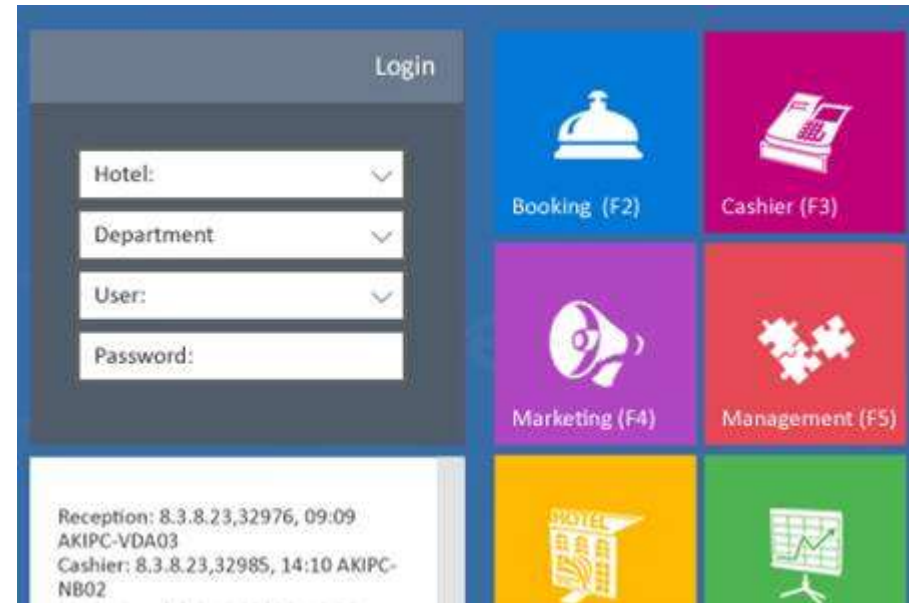 Login
Hotel:
Department
User:
Password:
Booking (F2)
Cashier (F3)
Marketing (F4)
Management (F5)
Reception: 8.3.8.23,32976, 09:09
AKIPC-VDA03
Cashier: 8.3.8.23,32985, 14:10 AKIPC-
NB02
HOTEL